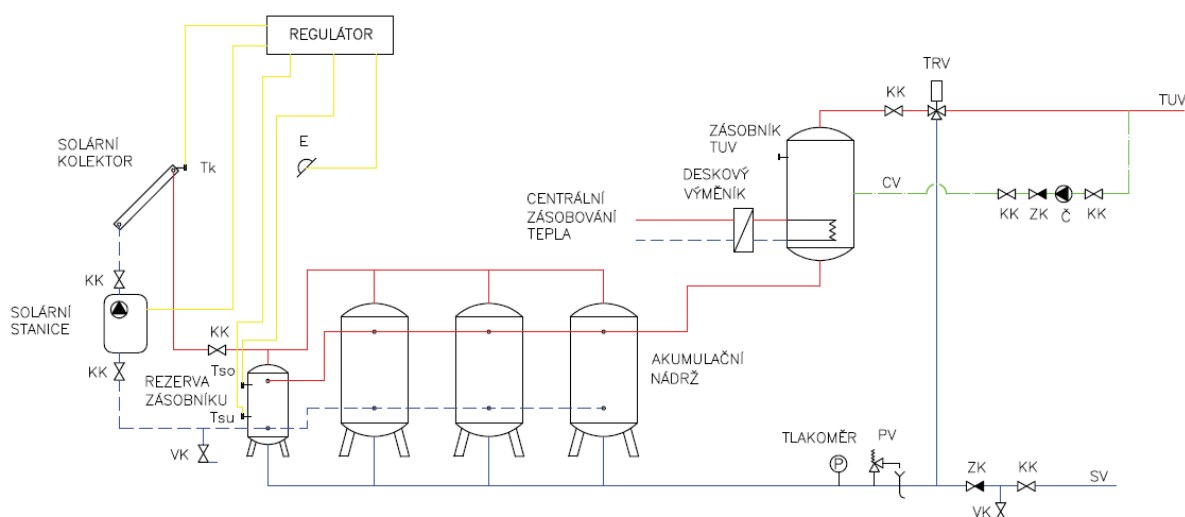 REGULÁTOR
TRV
KK
TUV
SOLÁRNÍ
KOLEKTOR
Tk
E
ZÁSOBNÍK
TUV
DESKOVÝ
VÝMĚNÍK
CV
CENTRÁLNÍ
ZÁSOBOVÁNÍ
TEPLA
KK
ZK
Č
KK
KK
SOLÁRNÍ
STANICE
KK
KK
Tso
REZERVA
ZÁSOBNÍKU
Tsu
AKUMULAČNÍ
NÁDRŽ
VK
TLAKOMĚR
PV
P
ZK
KK
SV
VK